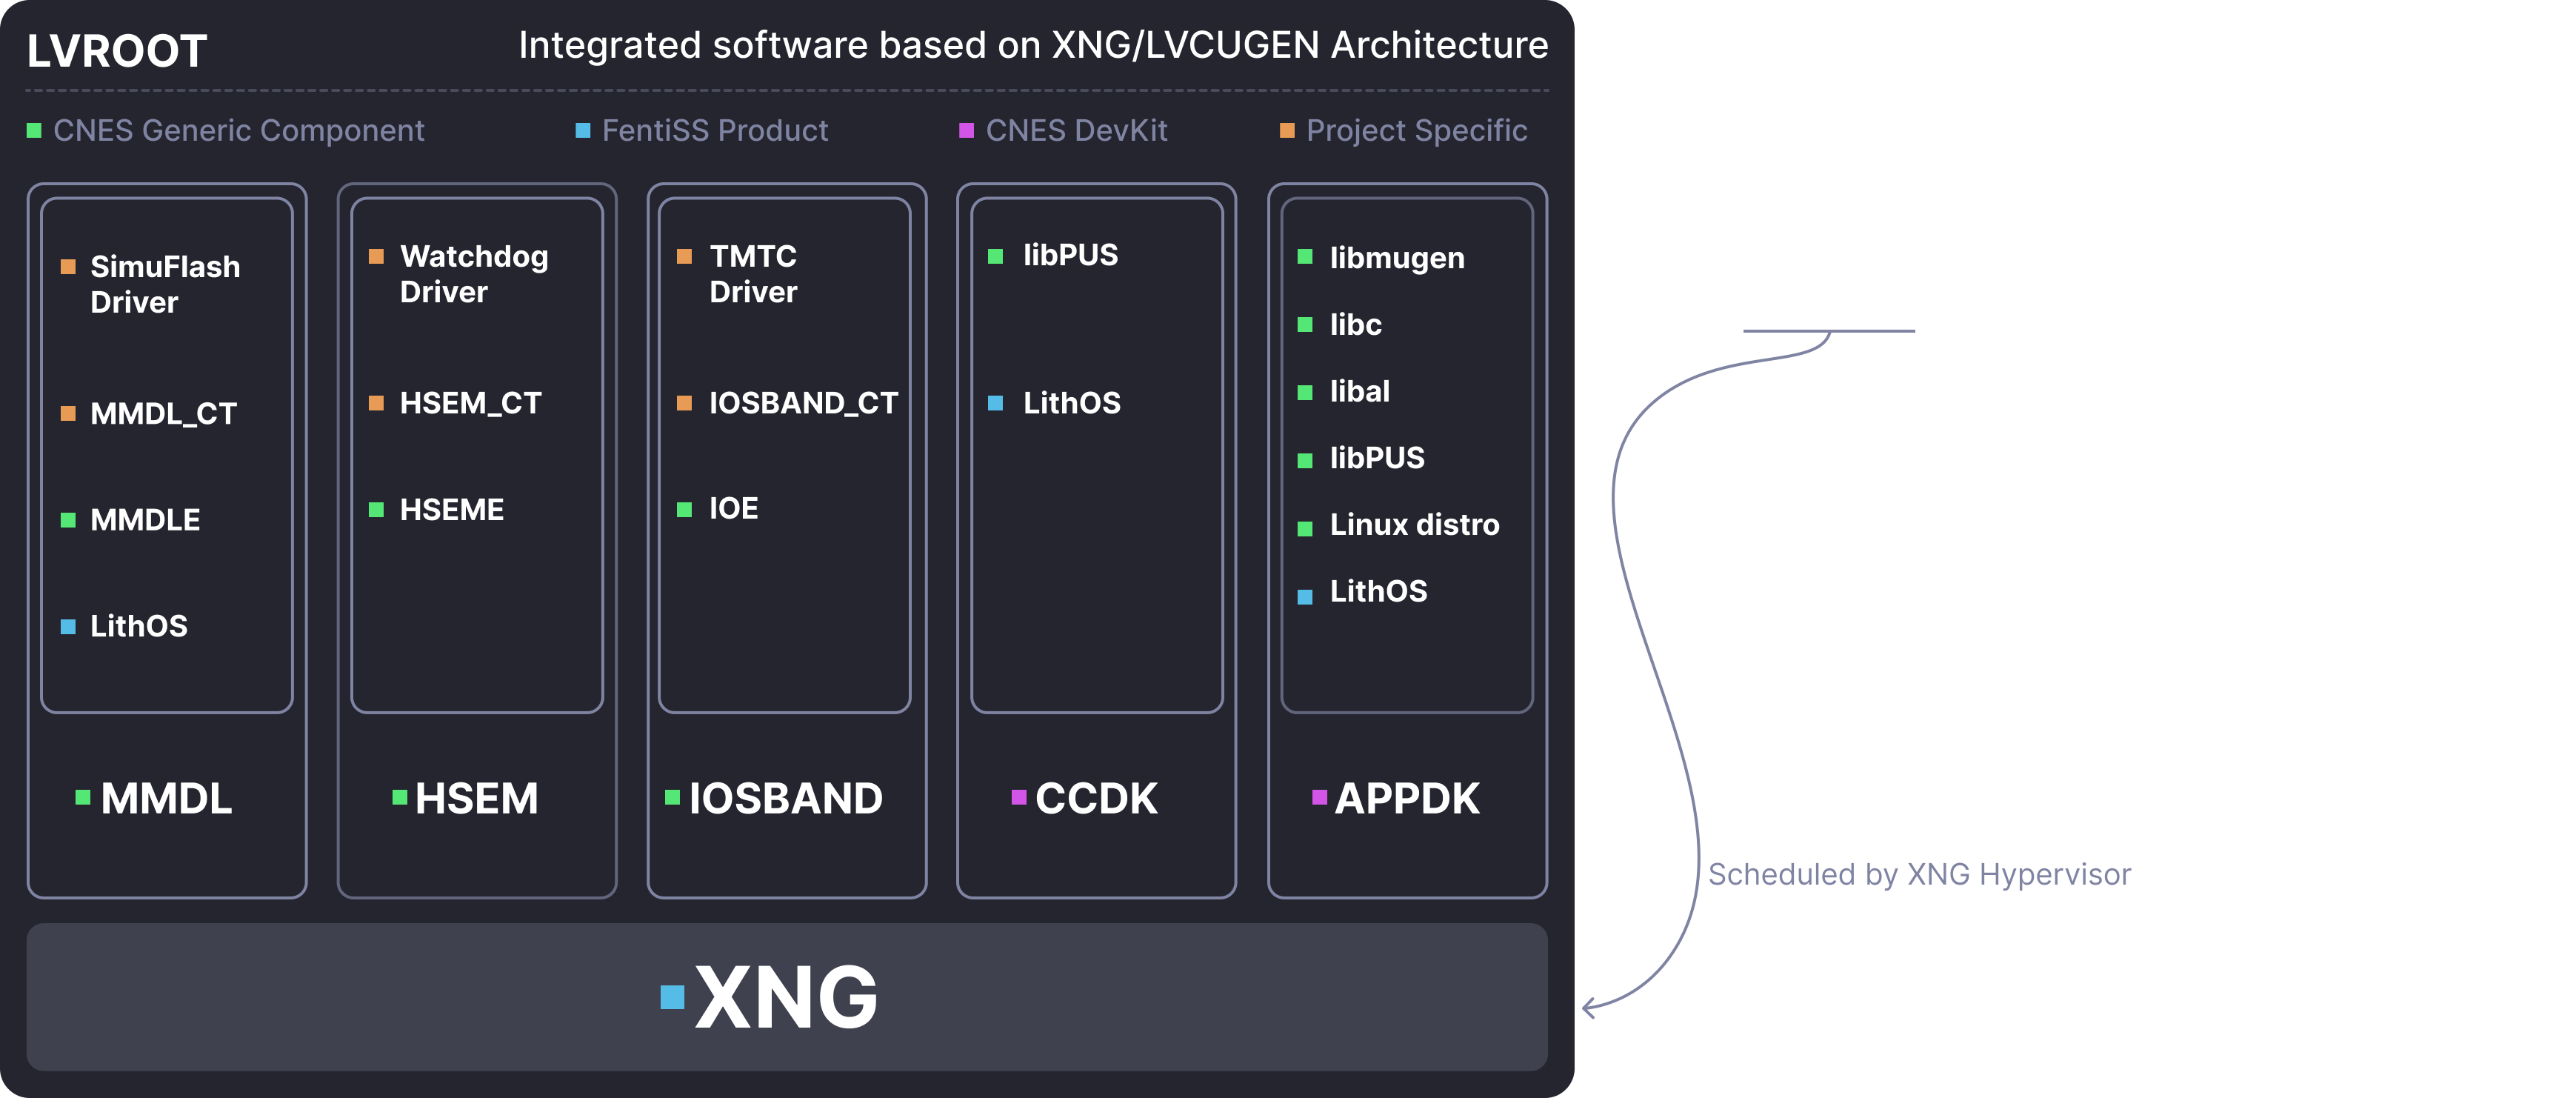 LVROOT
Integrated software based on XNG/LVCUGEN Architecture
CNES Generic Component
FentiSS Product
CNES DevKit
Project Specific
SimuFlash
Driver
MMDL_CT
MMDLE
LithOS
MMDL
Watchdog
Driver
HSEM_CT
HSEME
HSEM
TMTC
Driver
IOSBAND_CT
IOE
IOSBAND
libPUS
LithOS
CCDK
libmugen
libc
libal
libPUS
Linux distro
LithOS
APPDK
XNG
Scheduled by XNG Hypervisor